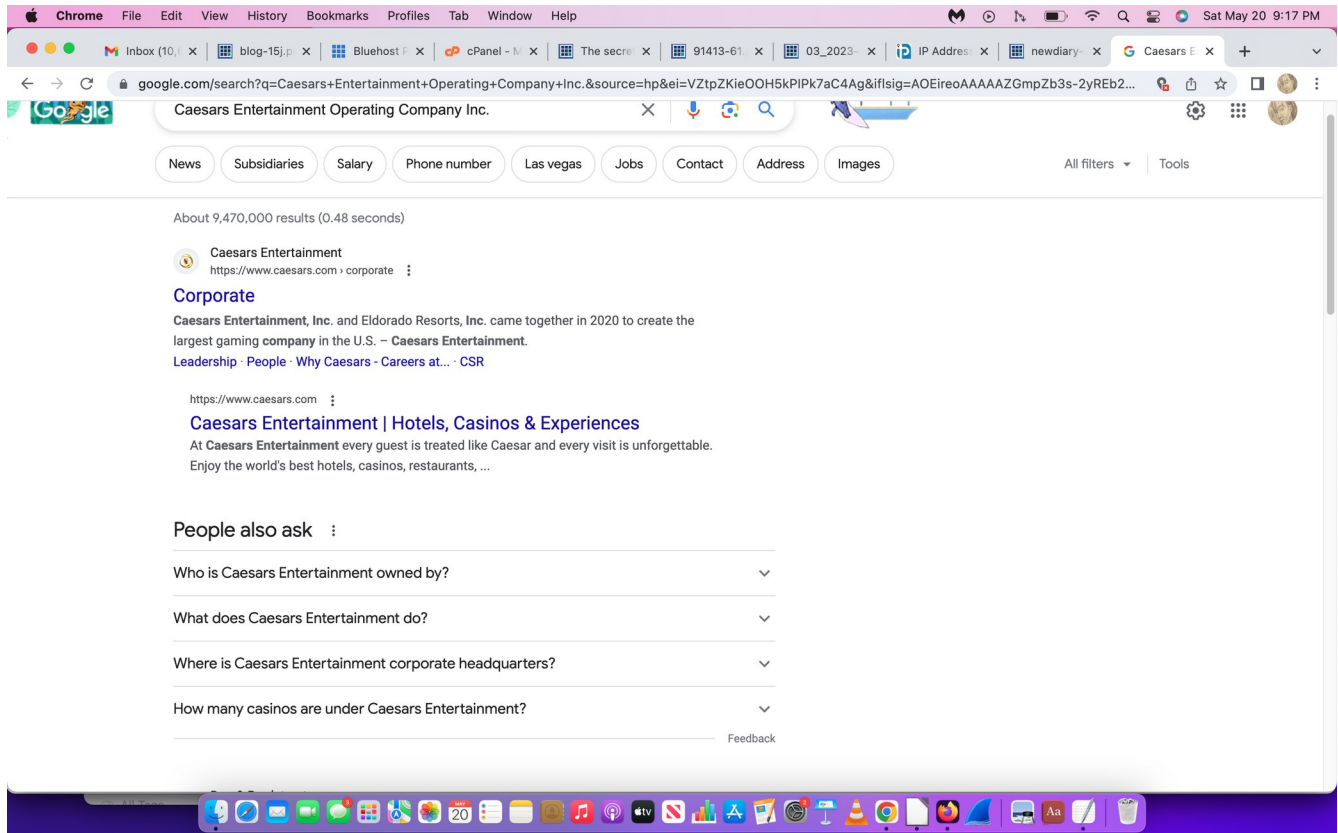 Chrome File Edit View History Bookmarks Profiles Tab Window Help Sat May 20 9:17 PM
Inbox (10, blog-15j.p Bluehost cPanel - M The secre 91413-61. 03_2023- IP Addres newdiary- Caesars E
google.com/search?q=Caesars+Entertainment+Operating+Company+Inc.&source=hp&ei=VZtpZKieOOH5kPIPk7aC4Ag&iflsig=AOEireoAAAAAZGmpZb3s-2yREb2...
Google Caesars Entertainment Operating Company Inc.
News Subsidiaries Salary Phone number Las vegas Jobs Contact Address Images All filters Tools
About 9,470,000 results (0.48 seconds)
Caesars Entertainment
https://www.caesars.com › corporate
Corporate
Caesars Entertainment, Inc. and Eldorado Resorts, Inc. came together in 2020 to create the
largest gaming company in the U.S. – Caesars Entertainment.
Leadership · People · Why Caesars - Careers at... · CSR
https://www.caesars.com
Caesars Entertainment | Hotels, Casinos & Experiences
At Caesars Entertainment every guest is treated like Caesar and every visit is unforgettable.
Enjoy the world's best hotels, casinos, restaurants, ...
People also ask
Who is Caesars Entertainment owned by?
What does Caesars Entertainment do?
Where is Caesars Entertainment corporate headquarters?
How many casinos are under Caesars Entertainment?
Feedback
MAY
20 tv Aa